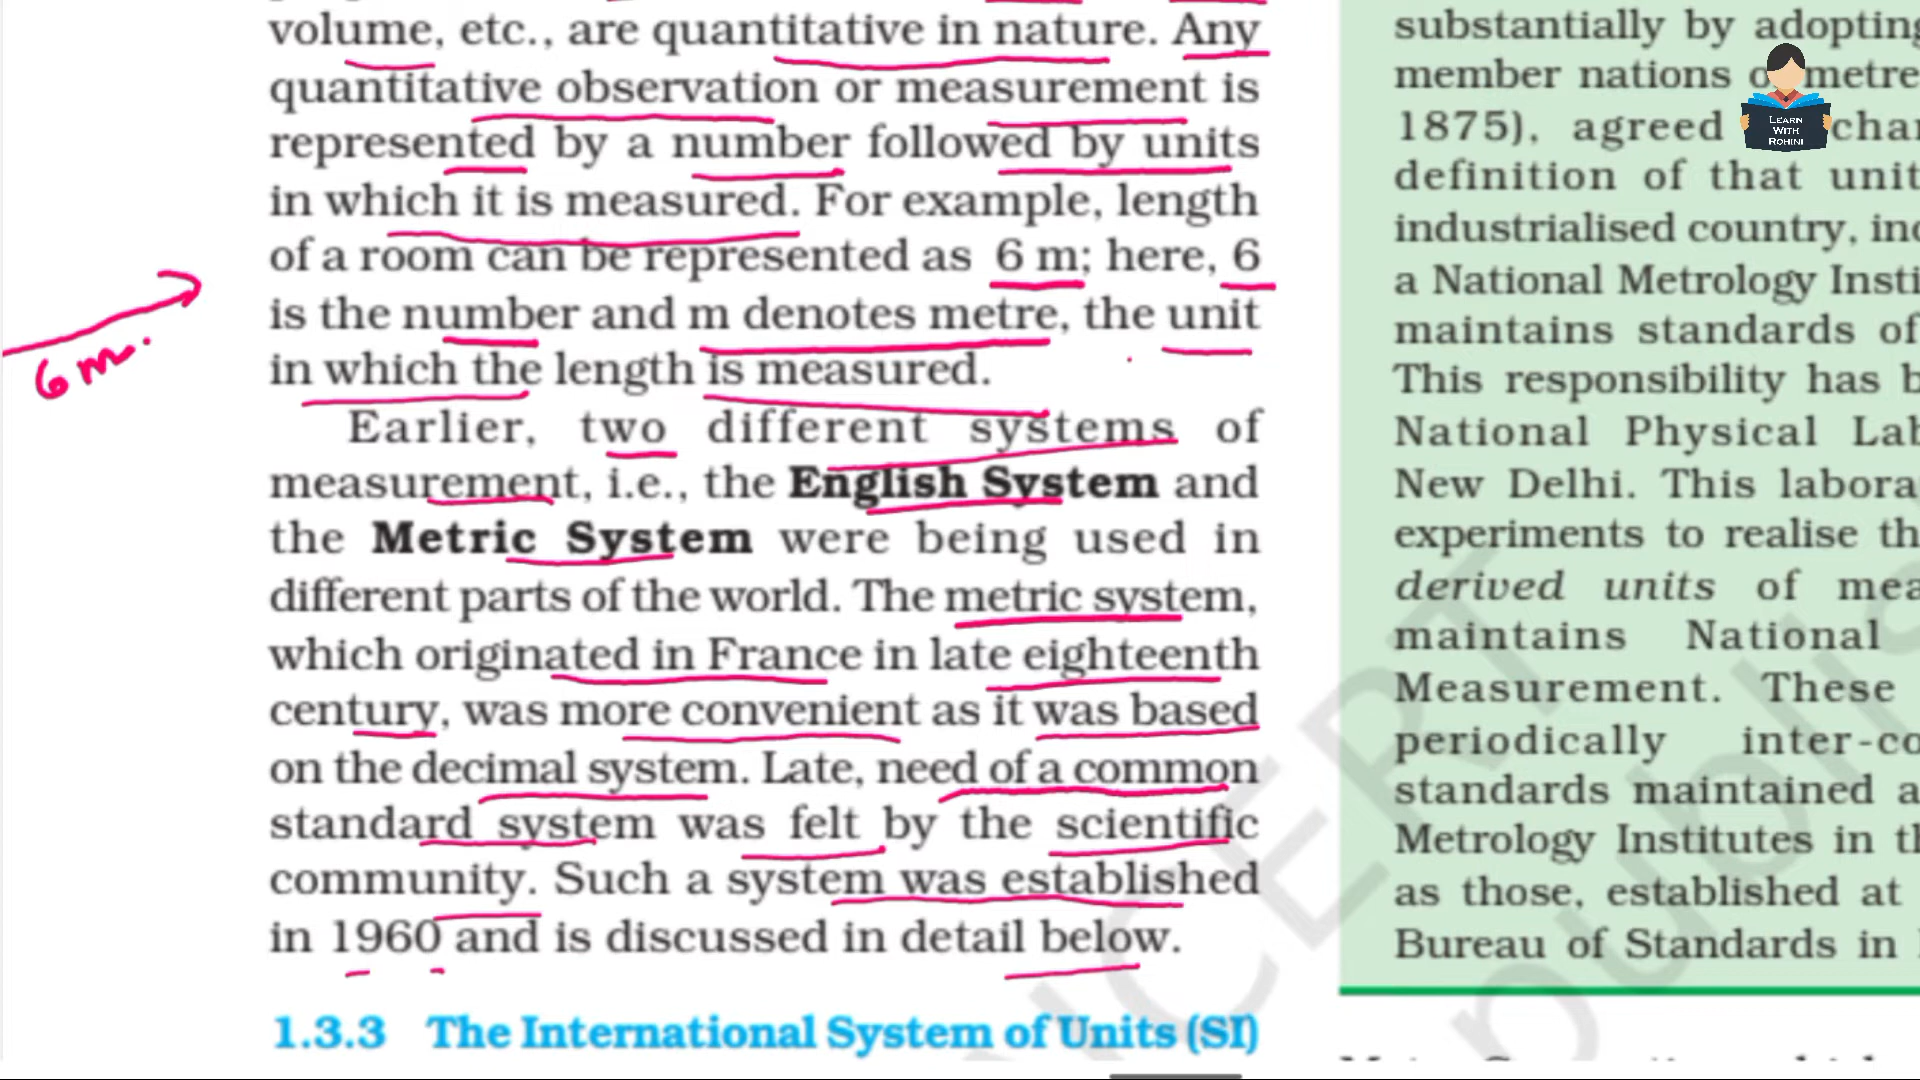 volume, etc., are quantitative in nature. Any
quantitative observation or measurement is
represented by a number followed by units
in which it is measured. For example, length
of a room can be represented as 6 m; here, 6
is the number and m denotes metre, the unit
in which the length is measured.
6 m.
Earlier, two different systems of
measurement, i.e., the English System and
the Metric System were being used in
different parts of the world. The metric system,
which originated in France in late eighteenth
century, was more convenient as it was based
on the decimal system. Late, need of a common
standard system was felt by the scientific
community. Such a system was established
in 1960 and is discussed in detail below.
1.3.3 The International System of Units (SI)
substantially by adopting
member nations metre
1875), agreed
definition of that unit
industrialised country,
a National Metrology
maintains standards of
This responsibility has
National Physical
New Delhi. This
experiments to realise
derived units of
maintains National
Measurement. These
periodically
standards maintained
Metrology Institutes in
as those, established at
Bureau of Standards in
LEARN
WITH
ROHINI
NCERT